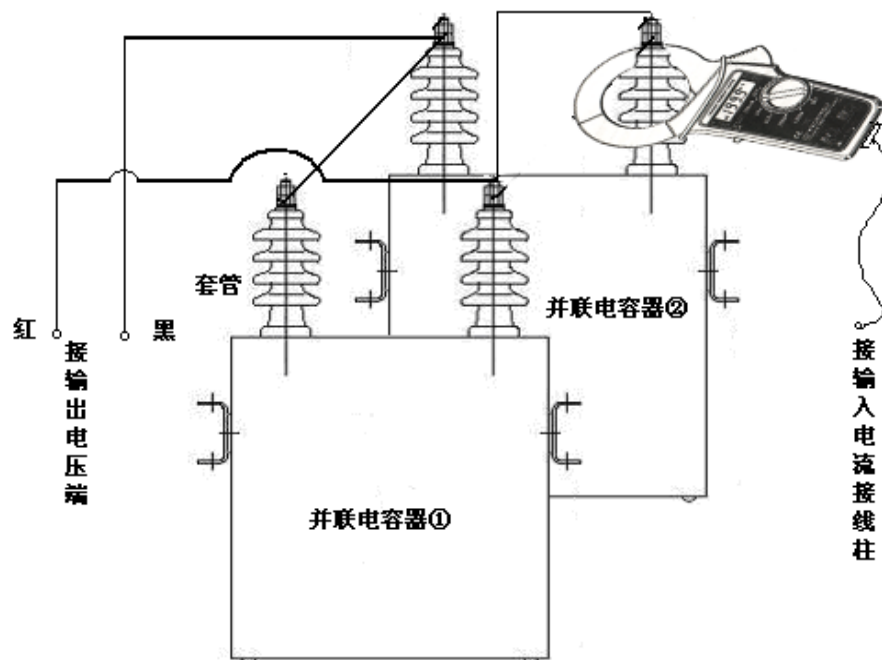 套管
并联电容器②
红
黑
接输出电压端
接输入电流接线柱
并联电容器①